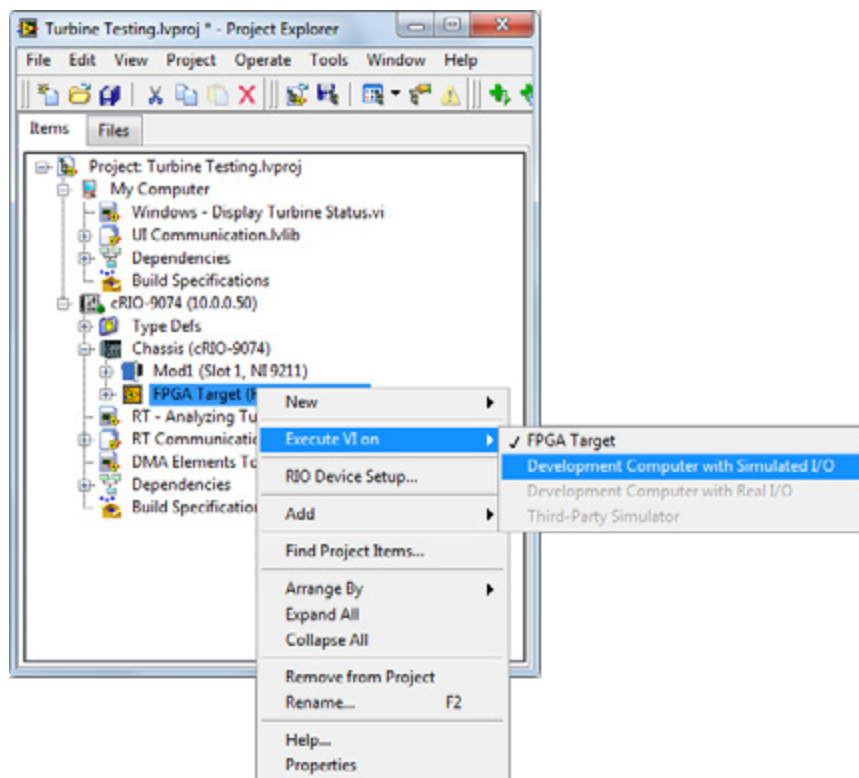 Turbine Testing.lvproj * - Project Explorer
File Edit View Project Operate Tools Window Help
Items Files
Project: Turbine Testing.lvproj
My Computer
Windows - Display Turbine Status.vi
UI Communication.lvlib
Dependencies
Build Specifications
cRIO-9074 (10.0.0.50)
Type Defs
Chassis (cRIO-9074)
Mod1 (Slot 1, NI 9211)
FPGA Target (
RT - Analyzing Tu
RT Communicatio
DMA Elements To
Dependencies
Build Specification
New
Execute VI on
RIO Device Setup...
Add
Find Project Items...
Arrange By
Expand All
Collapse All
Remove from Project
Rename... F2
Help...
Properties
✓ FPGA Target
Development Computer with Simulated I/O
Development Computer with Real I/O
Third-Party Simulator